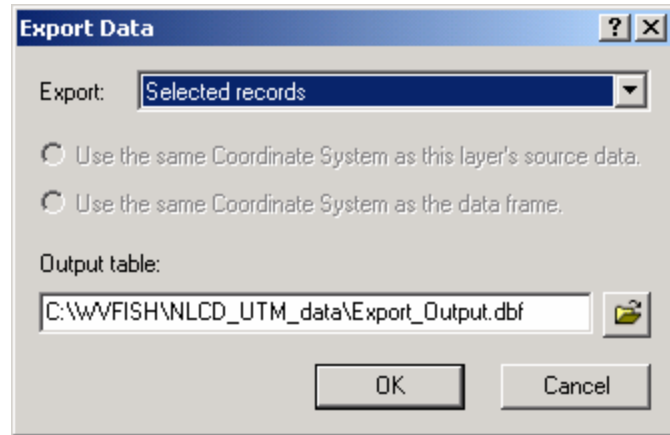 Export Data
Export: Selected records
Use the same Coordinate System as this layer's source data.
Use the same Coordinate System as the data frame.
Output table:
C:\WVFISH\NLCD_UTM_data\Export_Output.dbf
OK Cancel